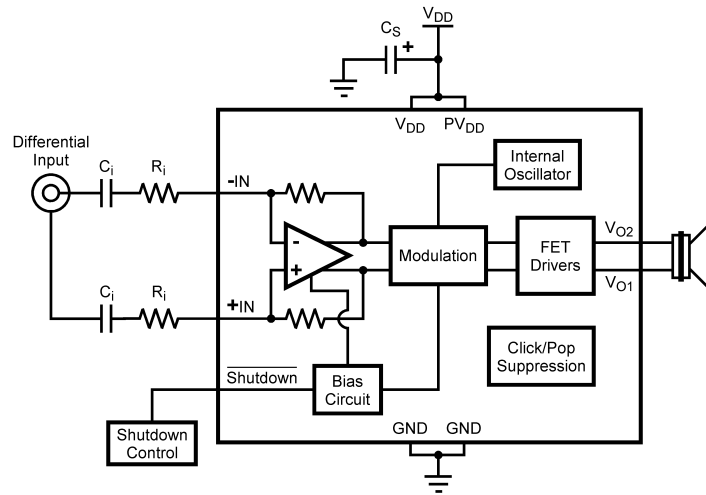 VDD
CS
+
VDD PVDD
Differential
Input
Internal
Oscillator
Ci
Ri
-IN
-
+
Modulation
FET
Drivers
VO2
VO1
Ci
Ri
+IN
Click/Pop
Suppression
Shutdown
Bias
Circuit
Shutdown
Control
GND GND